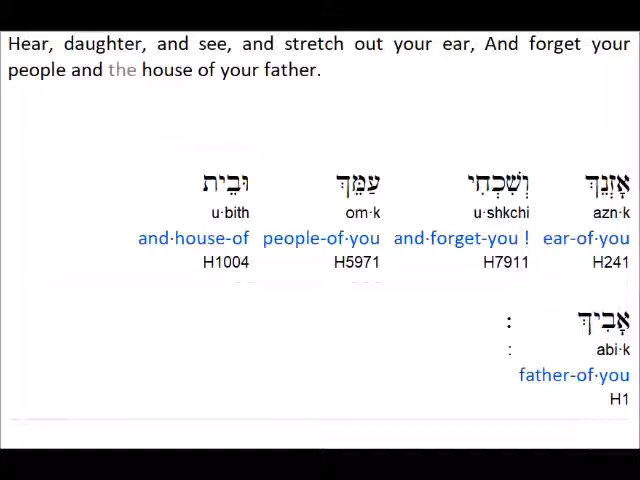 Hear, daughter, and see, and stretch out your ear, And forget your
people and the house of your father.
אָזְנֵךְ וְשִׁכְחִי עַמֵּךְ וּבֵית
azn·k u·shkchi om·k u·bith
ear-of·you and·forget-you ! people-of·you and·house-of
H241 H7911 H5971 H1004
אָבִיךְ :
abi·k :
father-of·you
H1